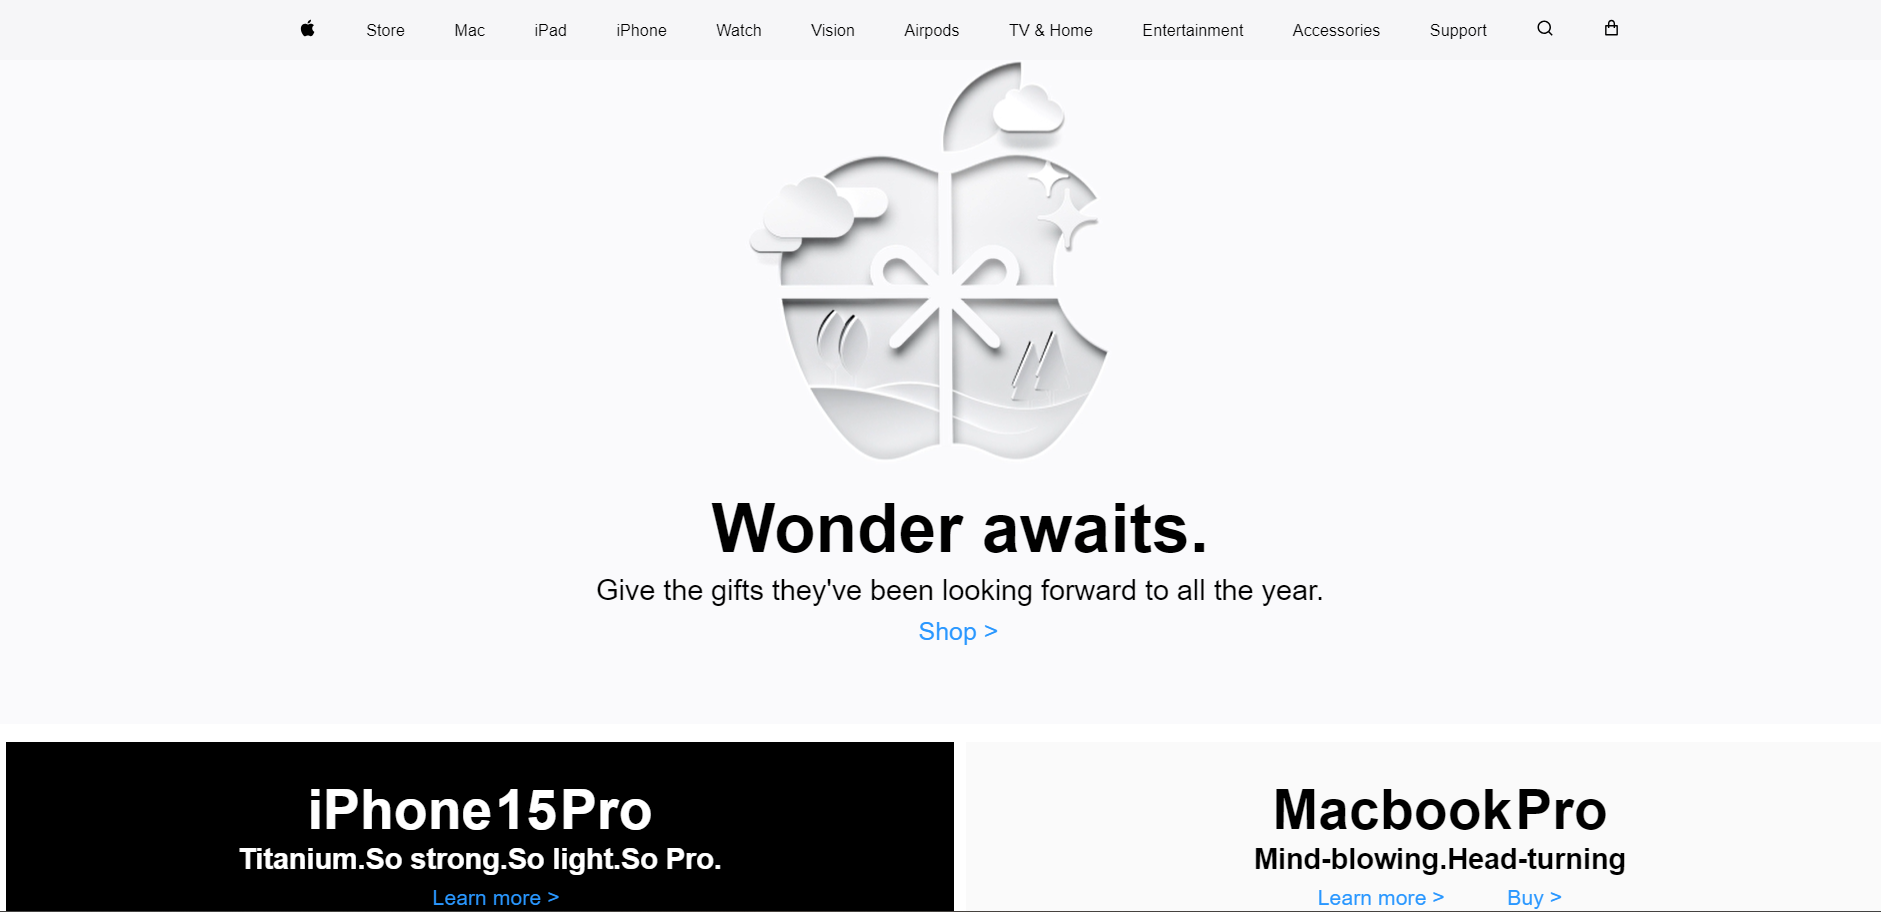 Store Mac iPad iPhone Watch Vision Airpods TV & Home Entertainment Accessories Support
Wonder awaits.
Give the gifts they've been looking forward to all the year.
Shop >
iPhone15Pro
Titanium.So strong.So light.So Pro.
Learn more >
MacbookPro
Mind-blowing.Head-turning
Learn more > Buy >